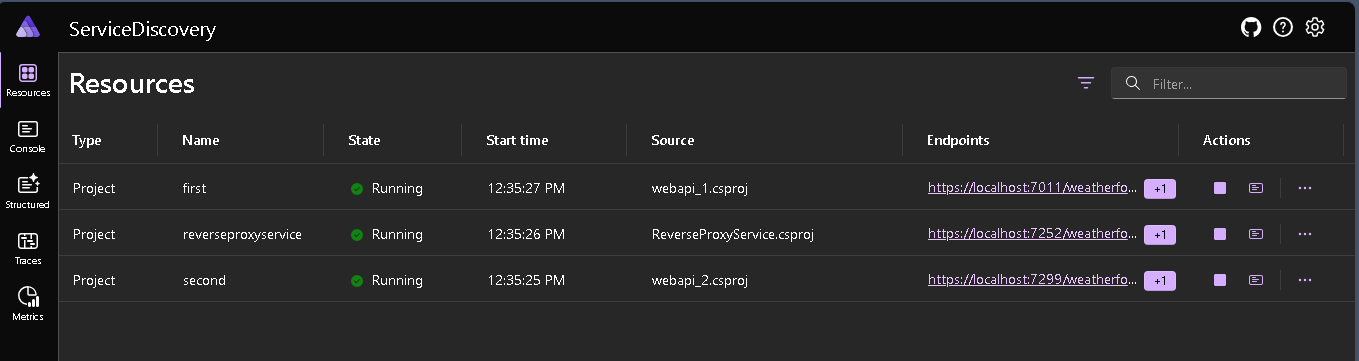 ServiceDiscovery
Resources
Resources
Filter...
Console
Structured
Traces
Metrics
Type Name State Start time Source Endpoints Actions
Project first Running 12:35:27 PM webapi_1.csproj https://localhost:7011/weatherfo... +1
Project reverseproxyservice Running 12:35:26 PM ReverseProxyService.csproj https://localhost:7252/weatherfo... +1
Project second Running 12:35:25 PM webapi_2.csproj https://localhost:7299/weatherfo... +1